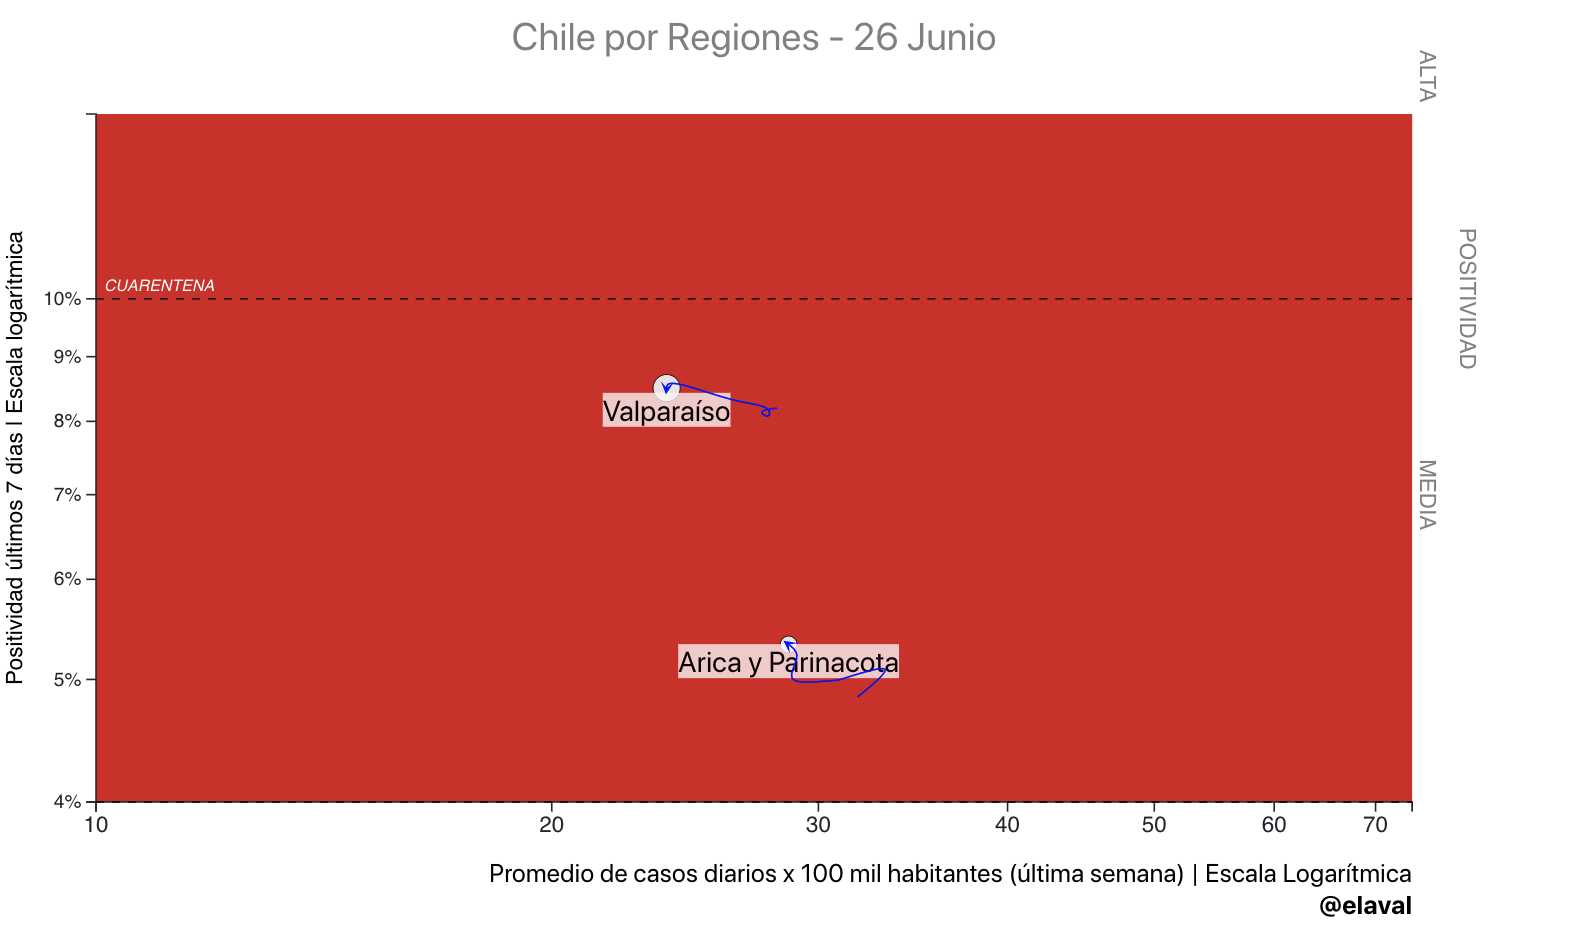 Chile por Regiones - 26 Junio
ALTA
POSITIVIDAD
MEDIA
Positividad últimos 7 días I Escala logarítmica
CUARENTENA
10%
9%
8%
7%
6%
5%
4%
Valparaíso
Arica y Parinacota
10 20 30 40 50 60 70
Promedio de casos diarios x 100 mil habitantes (última semana) | Escala Logarítmica
@elaval